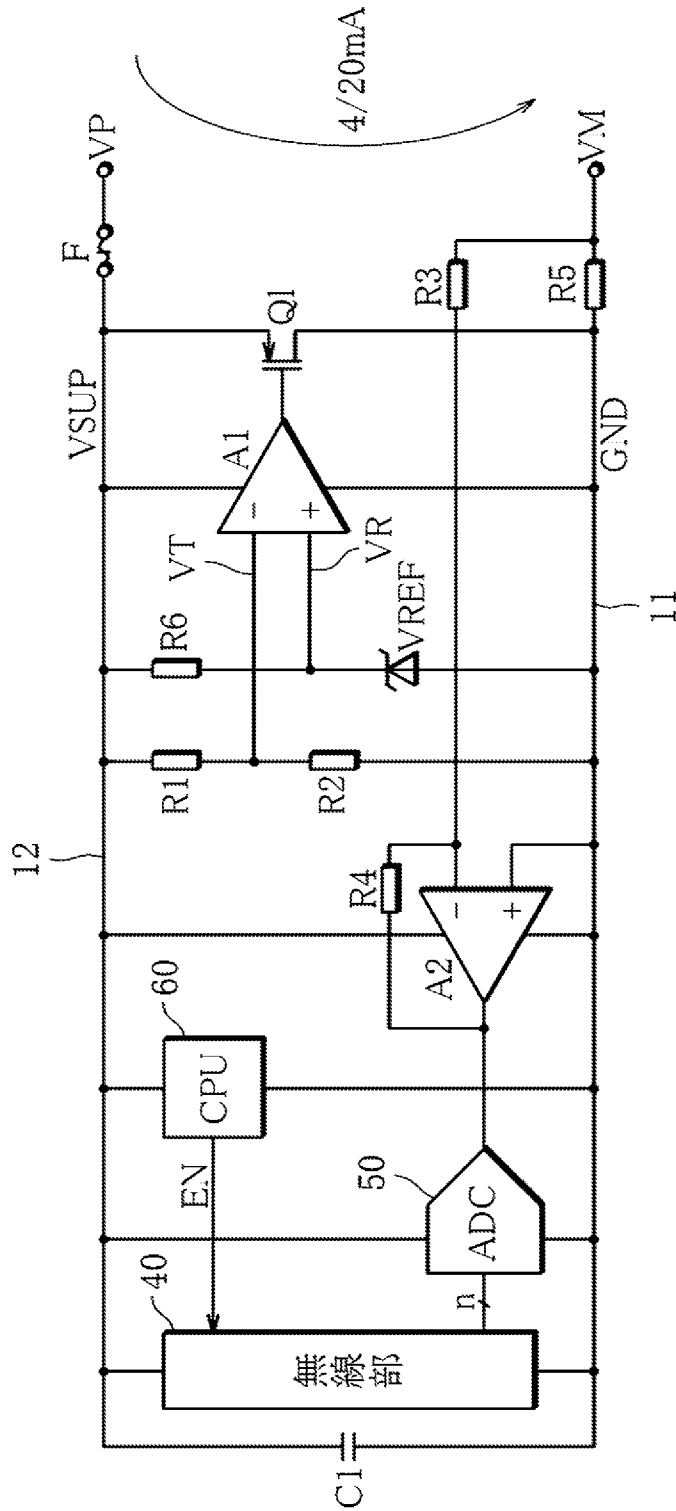 12
VSUP
F
VP
4/20mA
60
CPU
EN
40
無線部
C1
n
50
ADC
A2
R4
−
+
R1
R2
R6
VREF
VT
VR
A1
−
+
Q1
R3
R5
GND
11
VM